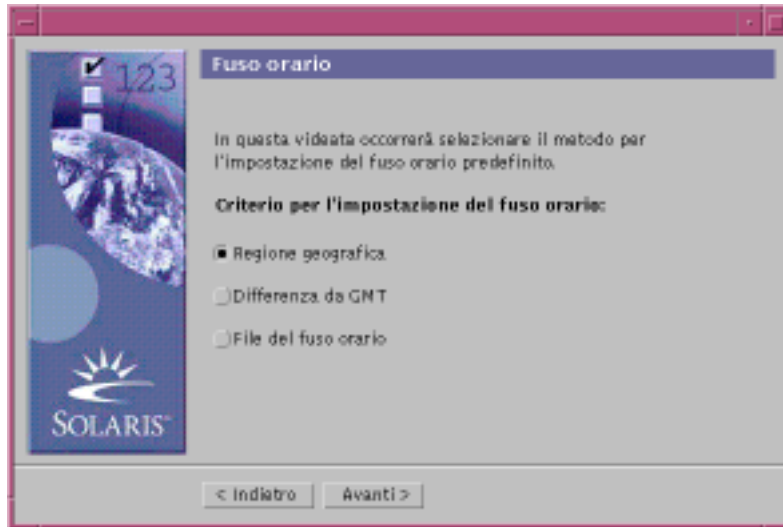 Fuso orario
123
In questa videata occorrerà selezionare il metodo per
l'impostazione del fuso orario predefinito.
Criterio per l'impostazione del fuso orario:
Regione geografica
Differenza da GMT
File del fuso orario
SOLARIS™
< Indietro
Avanti >